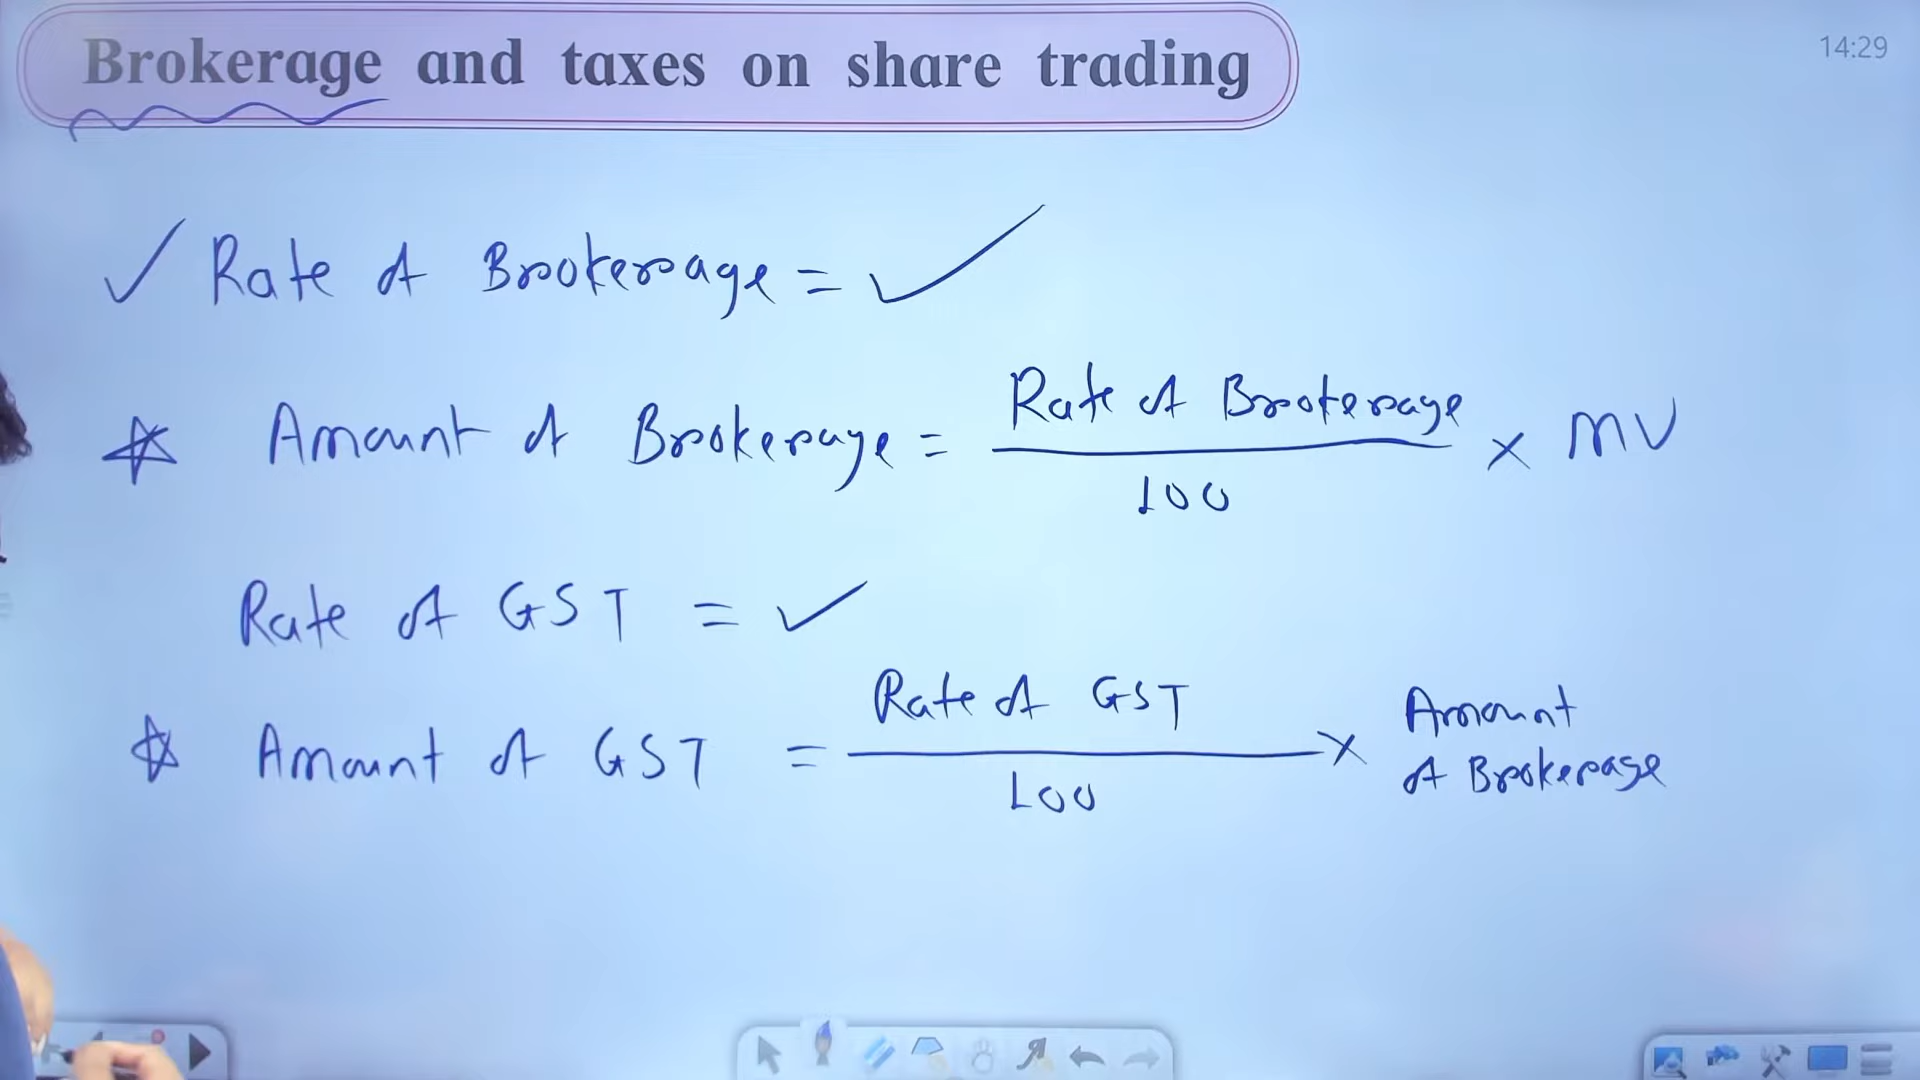 Brokerage and taxes on share trading
14:29
✓ Rate of Brokerage = ✓
☆ Amount of Brokerage = Rate of Brokerage / 100 × MV
Rate of GST = ✓
☆ Amount of GST = Rate of GST / 100 × Amount of Brokerage